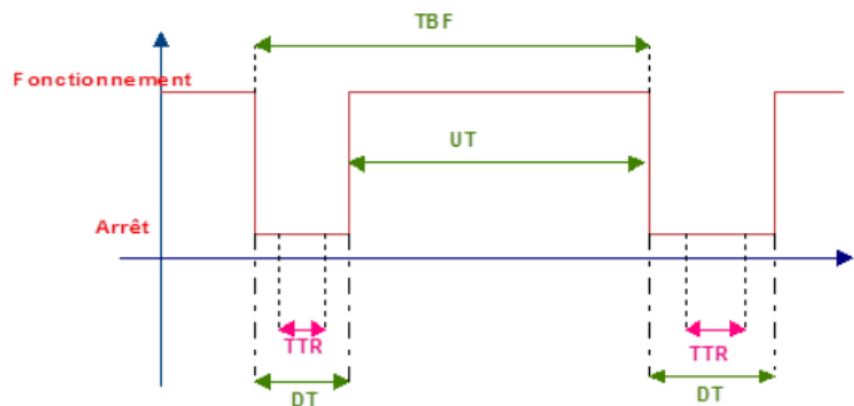 TBF
Fonctionnement
UT
Arrêt
TTR
TTR
DT
DT